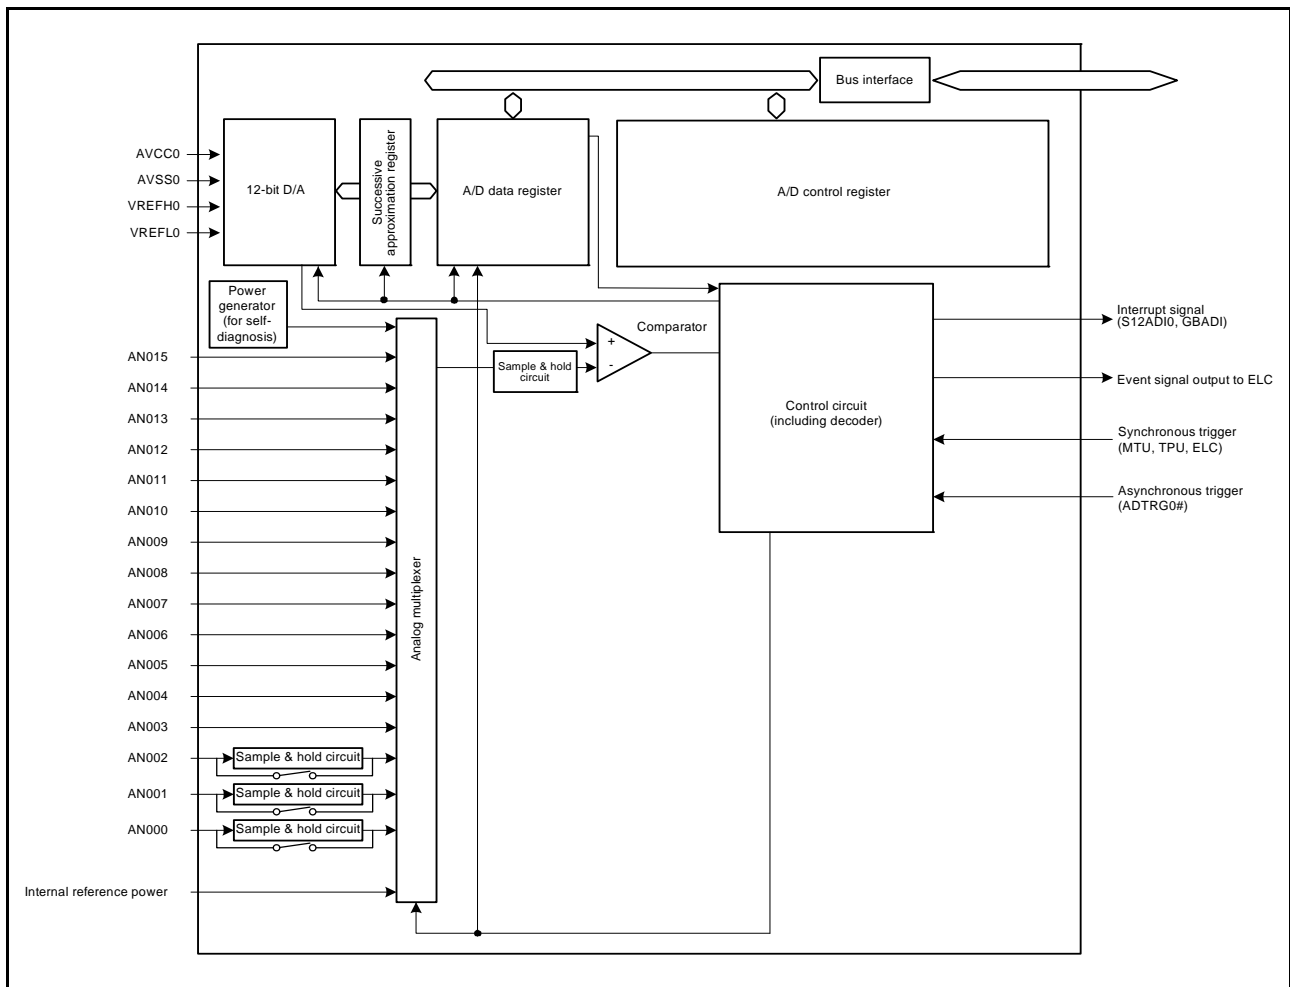 Bus interface
AVCC0
AVSS0
VREFH0
VREFL0
12-bit D/A
Successive
approximation register
A/D data register
A/D control register
Power
generator
(for self-
diagnosis)
Comparator
+
-
Sample & hold
circuit
Control circuit
(including decoder)
Interrupt signal
(S12ADI0, GBADI)
Event signal output to ELC
Synchronous trigger
(MTU, TPU, ELC)
Asynchronous trigger
(ADTRG0#)
Analog multiplexer
AN015
AN014
AN013
AN012
AN011
AN010
AN009
AN008
AN007
AN006
AN005
AN004
AN003
AN002
Sample & hold circuit
AN001
Sample & hold circuit
AN000
Sample & hold circuit
Internal reference power